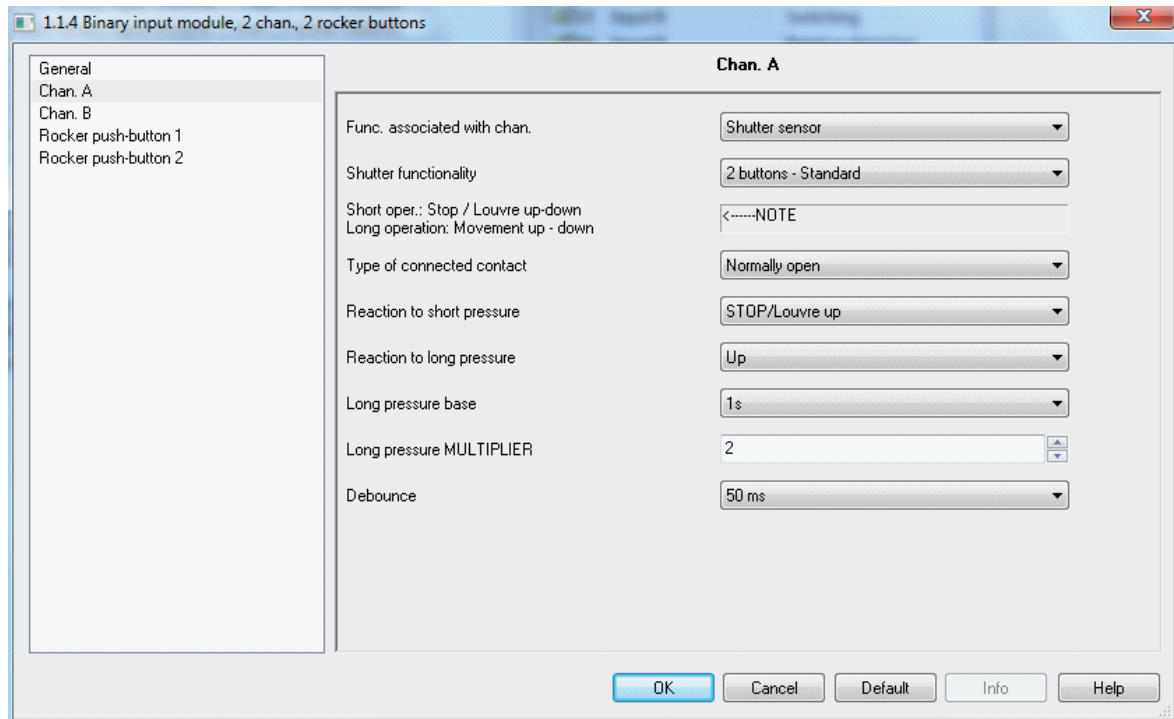 1.1.4 Binary input module, 2 chan., 2 rocker buttons
General
Chan. A
Chan. B
Rocker push-button 1
Rocker push-button 2
Chan. A
Func. associated with chan.
Shutter sensor
Shutter functionality
2 buttons - Standard
Short oper.: Stop / Louvre up-down
Long operation: Movement up - down
<------NOTE
Type of connected contact
Normally open
Reaction to short pressure
STOP/Louvre up
Reaction to long pressure
Up
Long pressure base
1s
Long pressure MULTIPLIER
2
Debounce
50 ms
OK
Cancel
Default
Info
Help